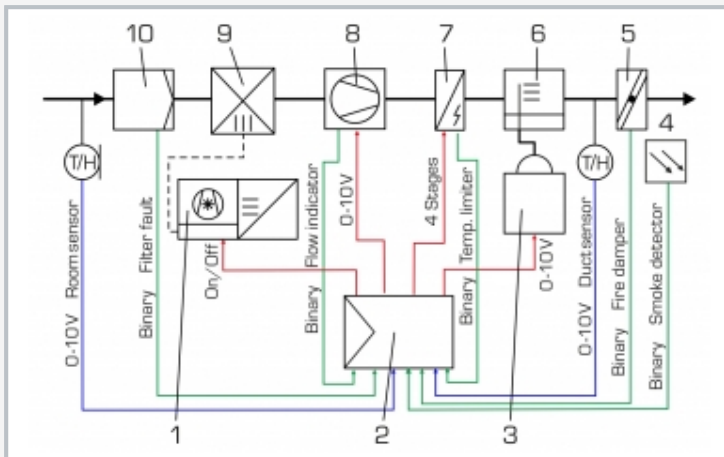 10
9
8
7
6
5
4
T/H
T/H
0-10V Room sensor
Binary Filter fault
On/Off
Binary Flow indicator
0-10V
4 Stages
Binary Temp. limiter
0-10V
0-10V Duct sensor
Binary Fire damper
Binary Smoke detector
1
2
3